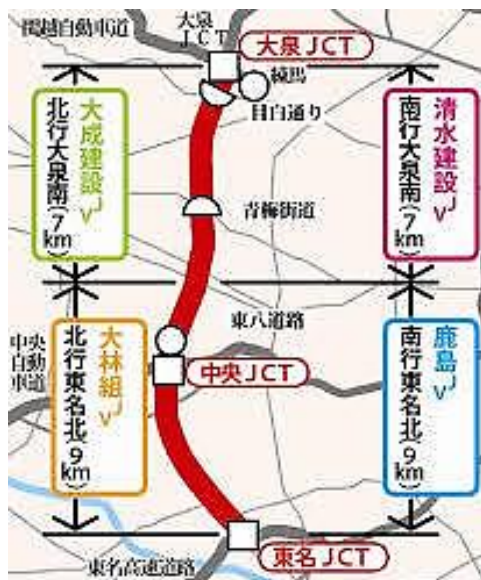 関越自動車道
大泉
JCT
大泉JCT
練馬
目白通り
大成建設JV
北行大泉南(7km)
清水建設JV
南行大泉南(7km)
青梅街道
東八道路
中央
自動
車道
中央JCT
大林組JV
北行東名北(9km)
鹿島JV
南行東名北(9km)
東名高速道路
東名JCT